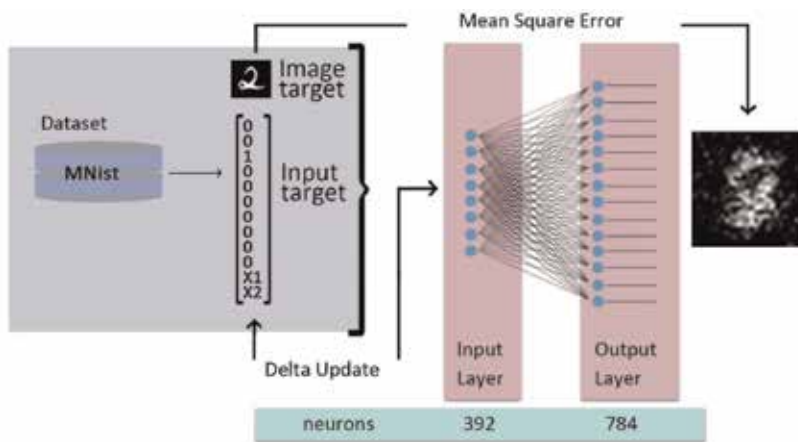 Mean Square Error
Image
target
Dataset
MNist
0
0
1
0
0
0
0
0
0
0
X1
X2
Input
target
Delta Update
Input
Layer
Output
Layer
neurons 392 784